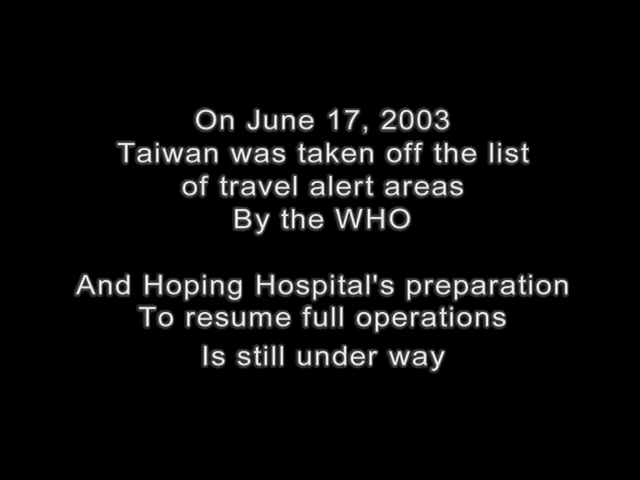 On June 17, 2003
Taiwan was taken off the list
of travel alert areas
By the WHO
And Hoping Hospital's preparation
To resume full operations
Is still under way